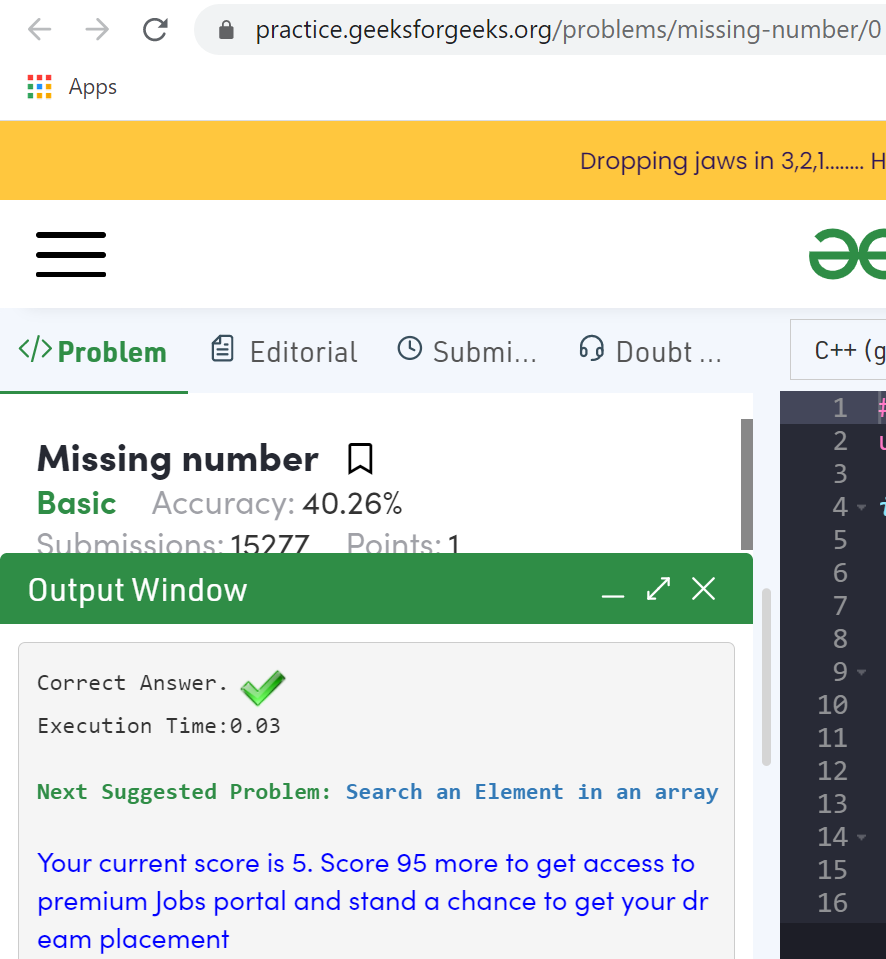 practice.geeksforgeeks.org/problems/missing-number/0
Apps
Dropping jaws in 3,2,1........ H
</> Problem
Editorial
Submi...
Doubt ...
C++ (g
Missing number
Basic Accuracy: 40.26%
Submissions: 15277 Points: 1
Output Window
Correct Answer.
Execution Time:0.03
Next Suggested Problem: Search an Element in an array
Your current score is 5. Score 95 more to get access to
premium Jobs portal and stand a chance to get your dr
eam placement
1 #
2 u
3
4
5
6
7
8
9
10
11
12
13
14
15
16